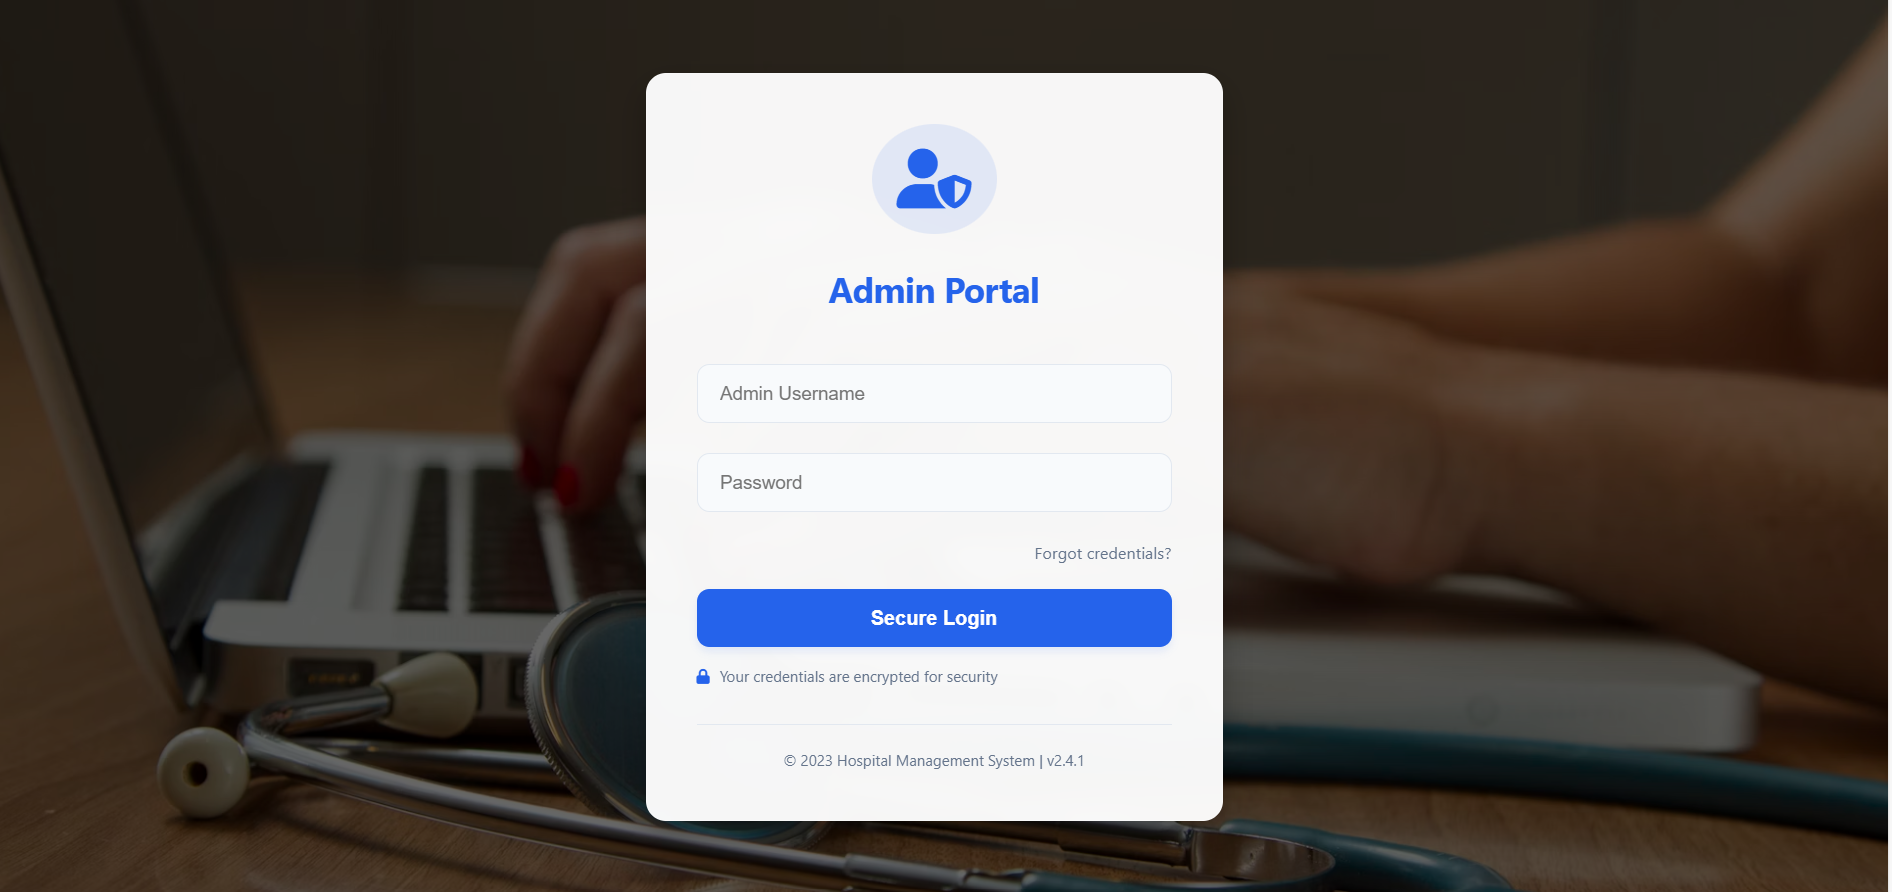 Admin Portal
Admin Username
Password
Forgot credentials?
Secure Login
Your credentials are encrypted for security
© 2023 Hospital Management System | v2.4.1